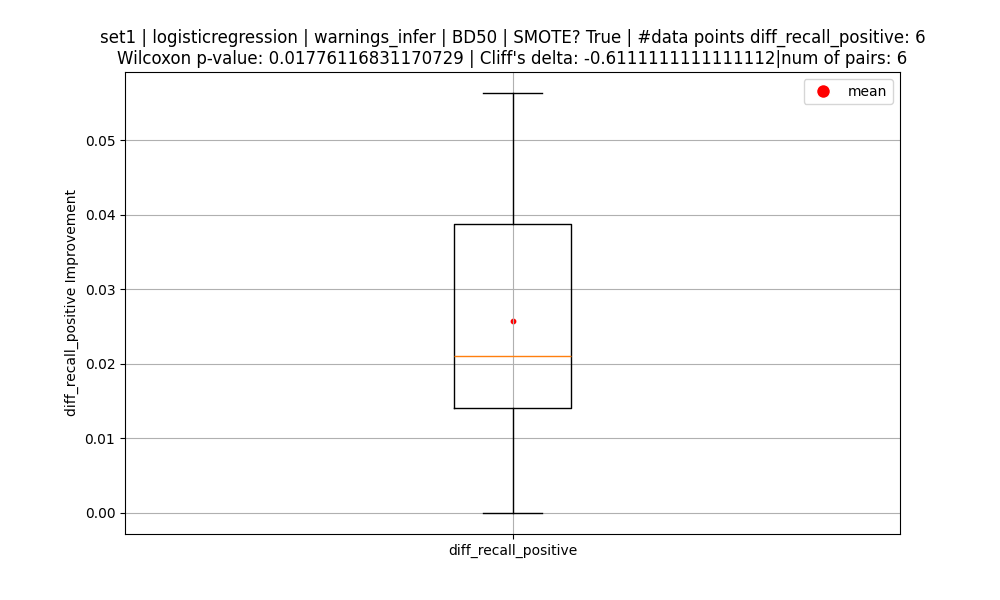 set1 | logisticregression | warnings_infer | BD50 | SMOTE? True | #data points diff_recall_positive: 6
Wilcoxon p-value: 0.01776116831170729 | Cliff's delta: -0.6111111111111112|num of pairs: 6
mean
diff_recall_positive Improvement
0.05
0.04
0.03
0.02
0.01
0.00
diff_recall_positive